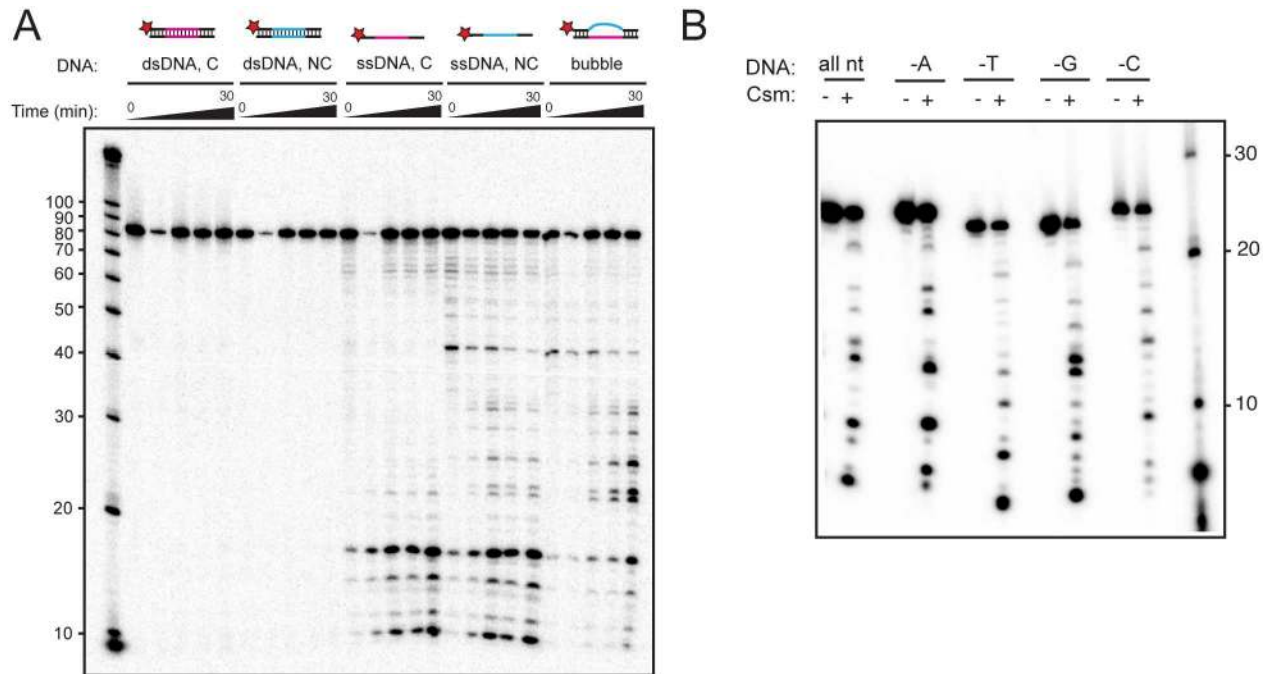 A
DNA: dsDNA, C dsDNA, NC ssDNA, C ssDNA, NC bubble
Time (min): 0 30 0 30 0 30 0 30 0 30
100
90
80
70
60
50
40
30
20
10
B
DNA: all nt -A -T -G -C
Csm: - + - + - + - + - +
30
20
10